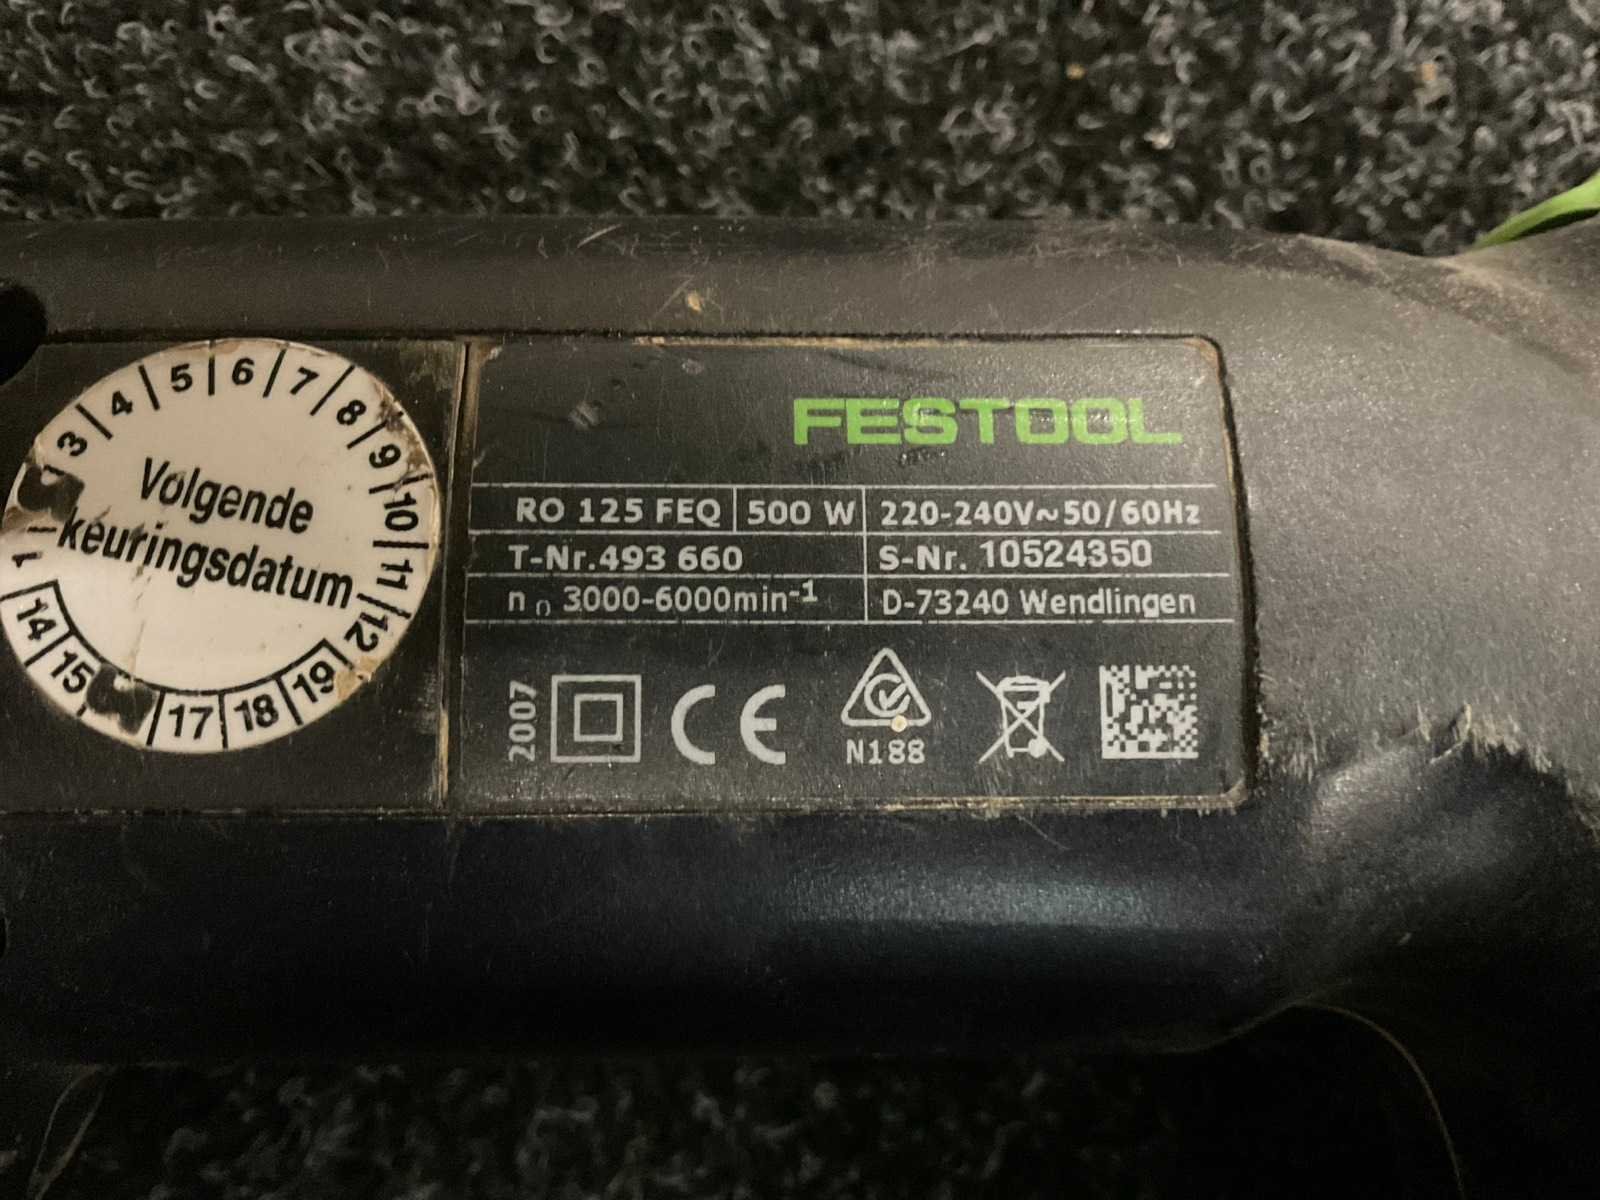 1 3 4 5 6 7 8 9 10 11 12
Volgende
keuringsdatum
14 15 17 18 19
FESTOOL
RO 125 FEQ 500 W 220-240V~50/60Hz
T-Nr.493 660 S-Nr. 10524350
n₀ 3000-6000min⁻¹ D-73240 Wendlingen
2007 CE N188